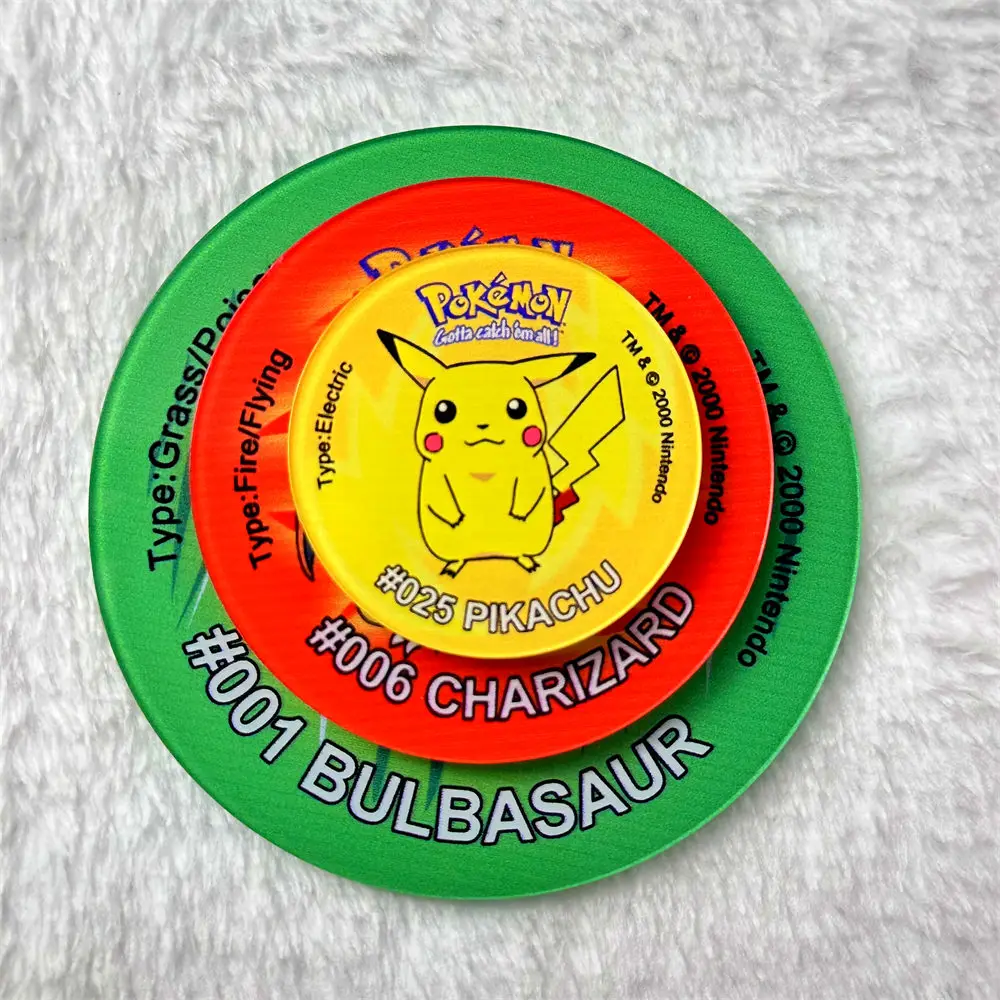 POKéMON
Gotta catch 'em all!
Type:Electric
TM & © 2000 Nintendo
#025 PIKACHU
Type:Fire/Flying
TM & © 2000 Nintendo
#006 CHARIZARD
Type:Grass/Poiso
TM & © 2000 Nintendo
#001 BULBASAUR